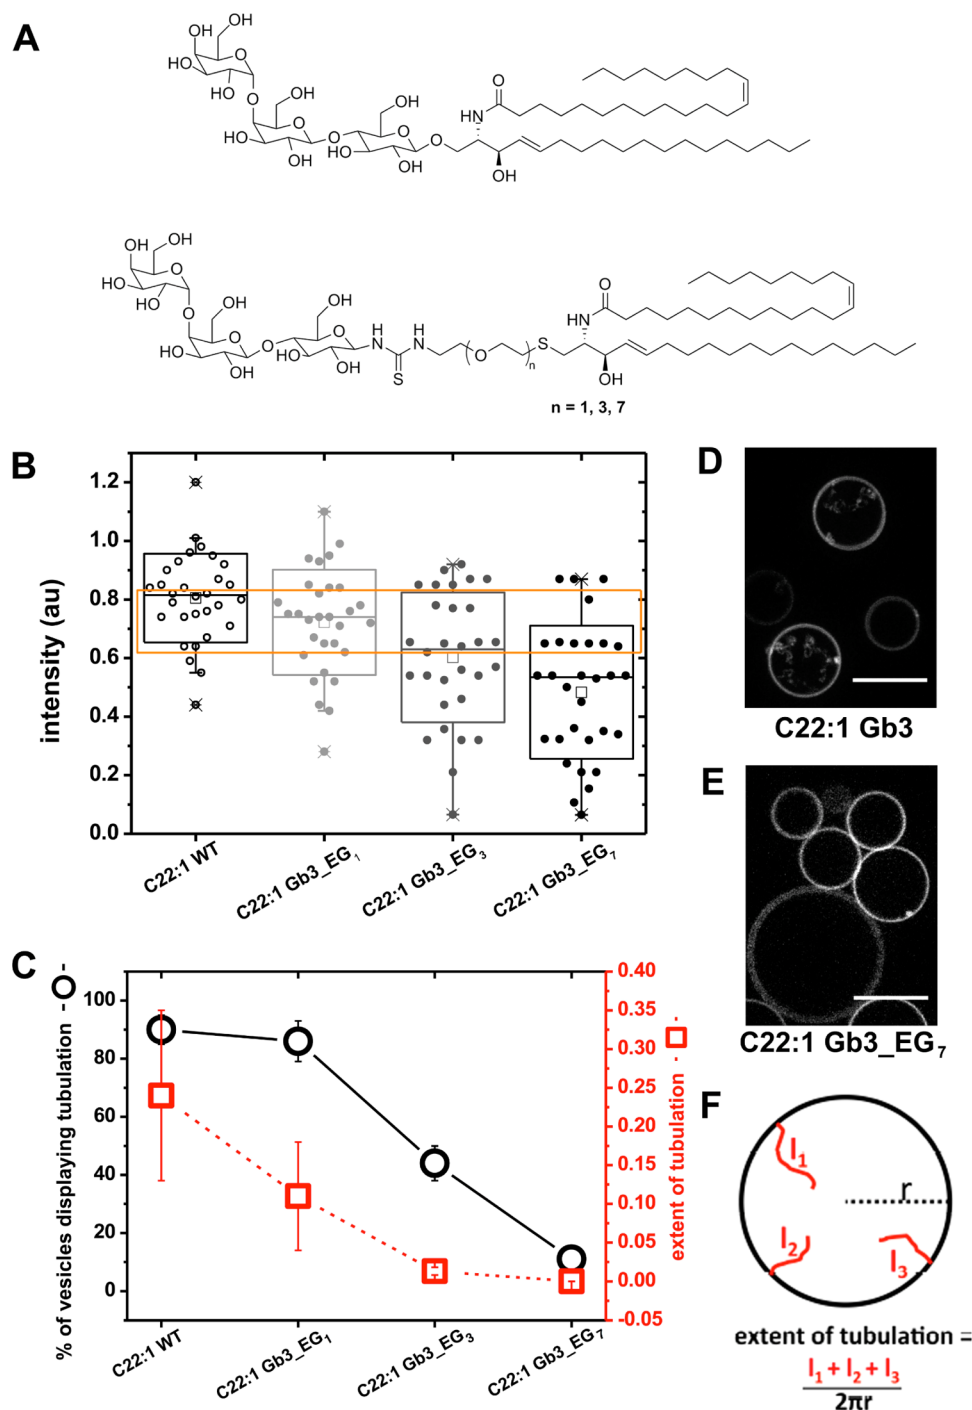 A
OH
OH
O
HO
HO
OH
O
O
HO
OH
O
OH
O
HO
OH
O
OH
O
HN
OH
O
OH
OH
O
HO
HO
O
OH
O
HO
OH
O
OH
O
HO
OH
H
N
S
H
N
O
n
S
HN
O
OH
n = 1, 3, 7
B
intensity (au)
1.2
1.0
0.8
0.6
0.4
0.2
0.0
C22:1 WT
C22:1 Gb3_EG₁
C22:1 Gb3_EG₃
C22:1 Gb3_EG₇
D
C22:1 Gb3
E
C22:1 Gb3_EG₇
C
% of vesicles displaying tubulation -O-
100
80
60
40
20
0
0.40
0.35
0.30
0.25
0.20
0.15
0.10
0.05
0.00
-0.05
extent of tubulation -□-
C22:1 WT
C22:1 Gb3_EG₁
C22:1 Gb3_EG₃
C22:1 Gb3_EG₇
F
l₁
r
l₂
l₃
extent of tubulation =
l₁ + l₂ + l₃
2πr